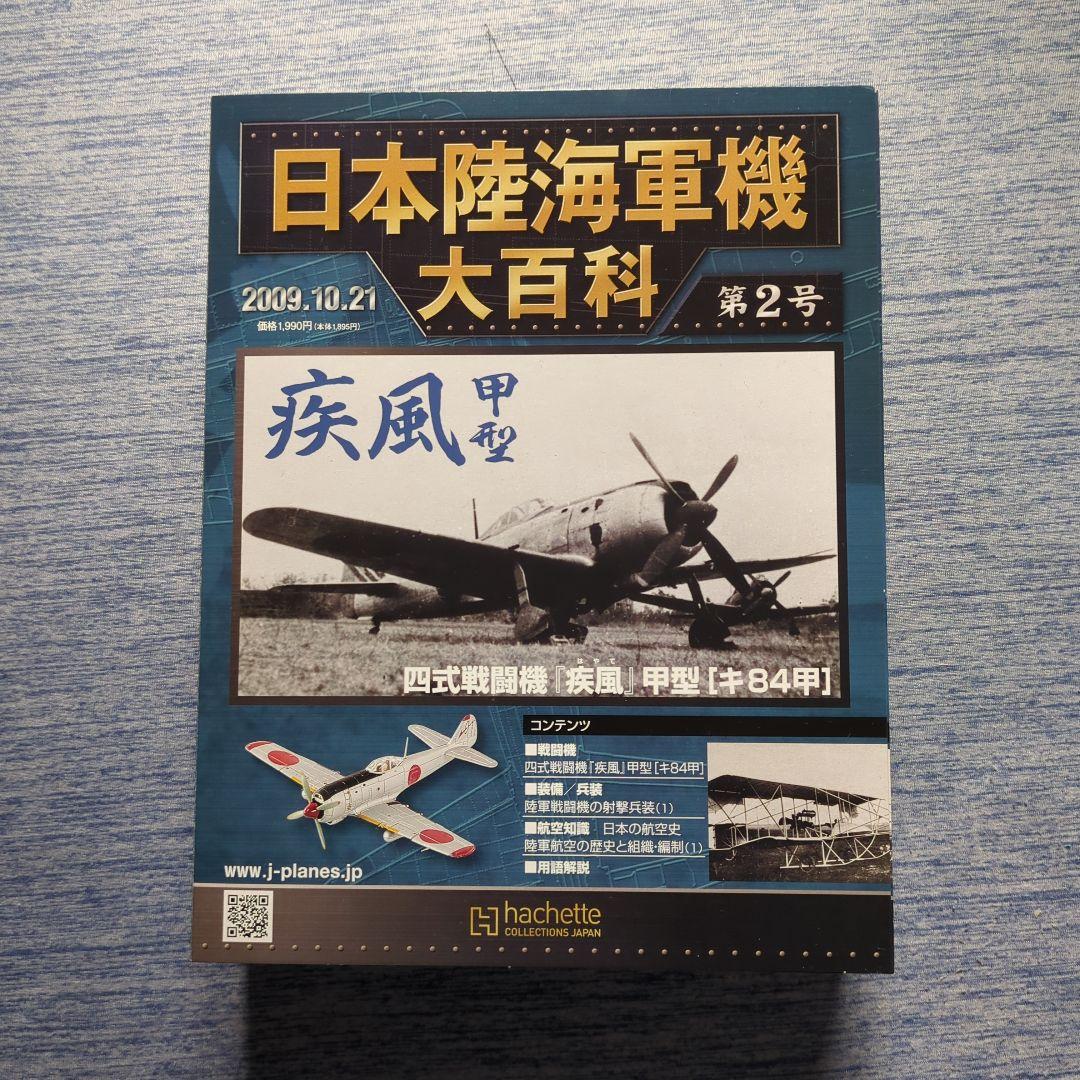 日本陸海軍機
大百科
2009.10.21
価格1,990円(本体1,895円)
第2号
疾風 甲型
はやて
四式戦闘機『疾風』甲型[キ84甲]
コンテンツ
■戦闘機
四式戦闘機『疾風』甲型[キ84甲]
■装備/兵装
陸軍戦闘機の射撃兵装(1)
■航空知識 日本の航空史
陸軍航空の歴史と組織・編制(1)
■用語解説
www.j-planes.jp
hachette
COLLECTIONS JAPAN